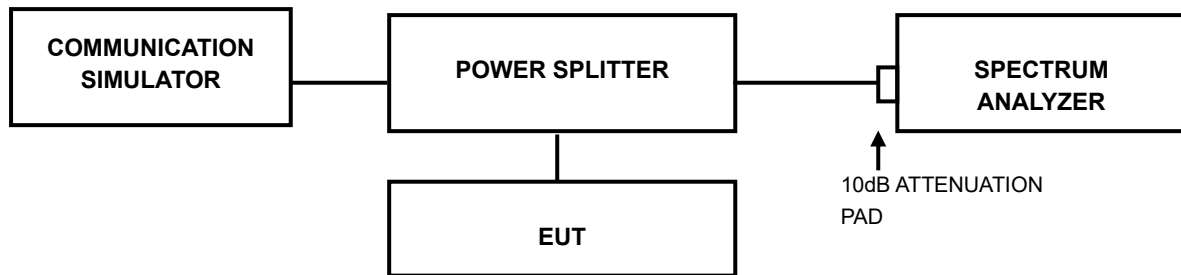 COMMUNICATION
SIMULATOR
POWER SPLITTER
SPECTRUM
ANALYZER
10dB ATTENUATION
PAD
EUT